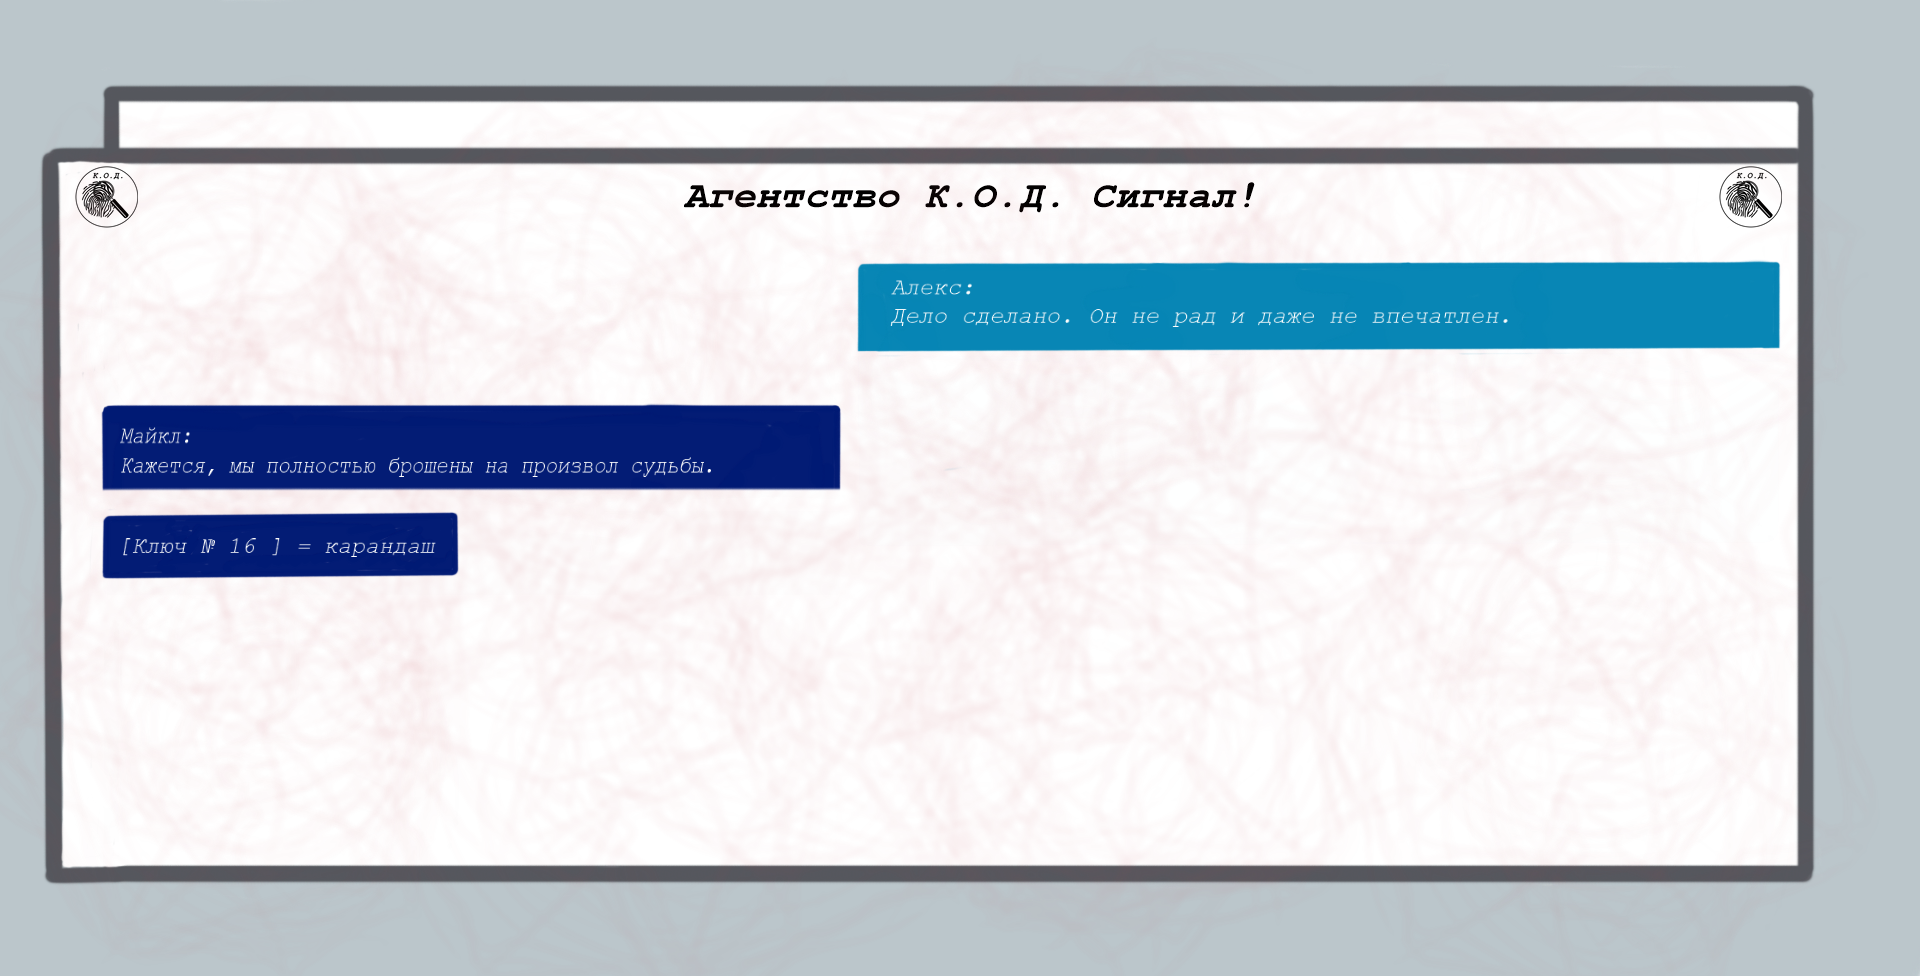 К.О.Д.
Агентство К.О.Д. Сигнал!
К.О.Д.
Алекс:
Дело сделано. Он не рад и даже не впечатлен.
Майкл:
Кажется, мы полностью брошены на произвол судьбы.
[Ключ № 16 ] = карандаш